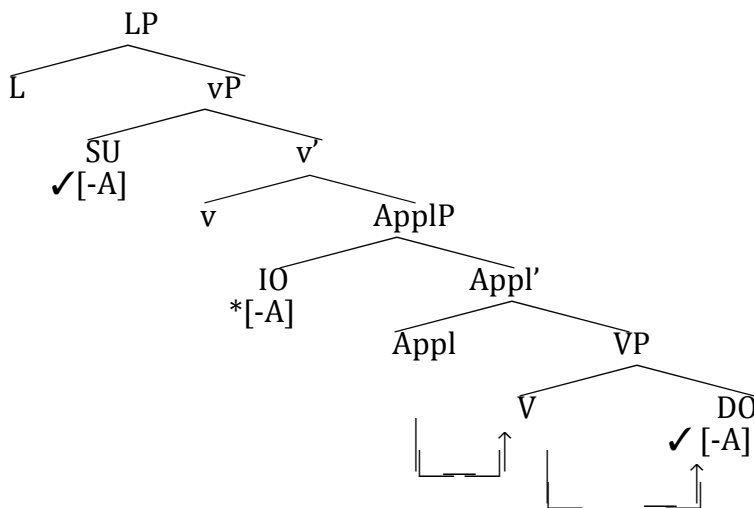 LP
L vP
SU v'
✓[-A]
v ApplP
IO Appl’
*[-A]
Appl VP
V DO
✓ [-A]